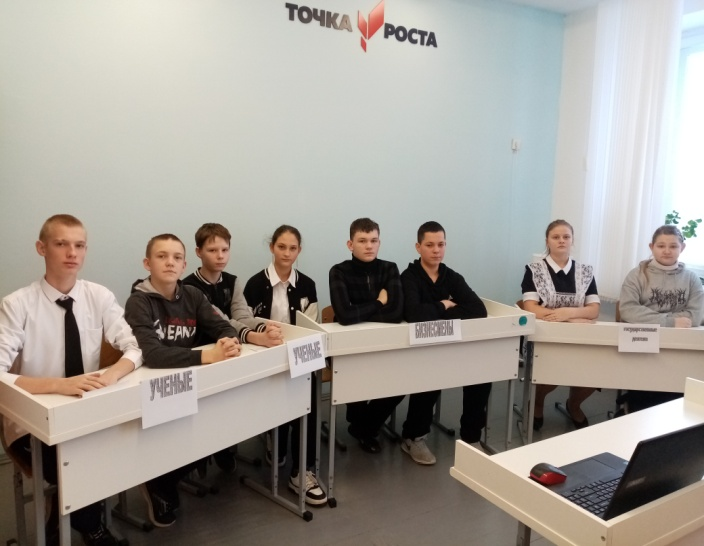 ТОЧКА РОСТА
УЧЕНЫЕ
УЧЕНЫЕ
БИЗНЕСМЕНЫ
государственные
деятели